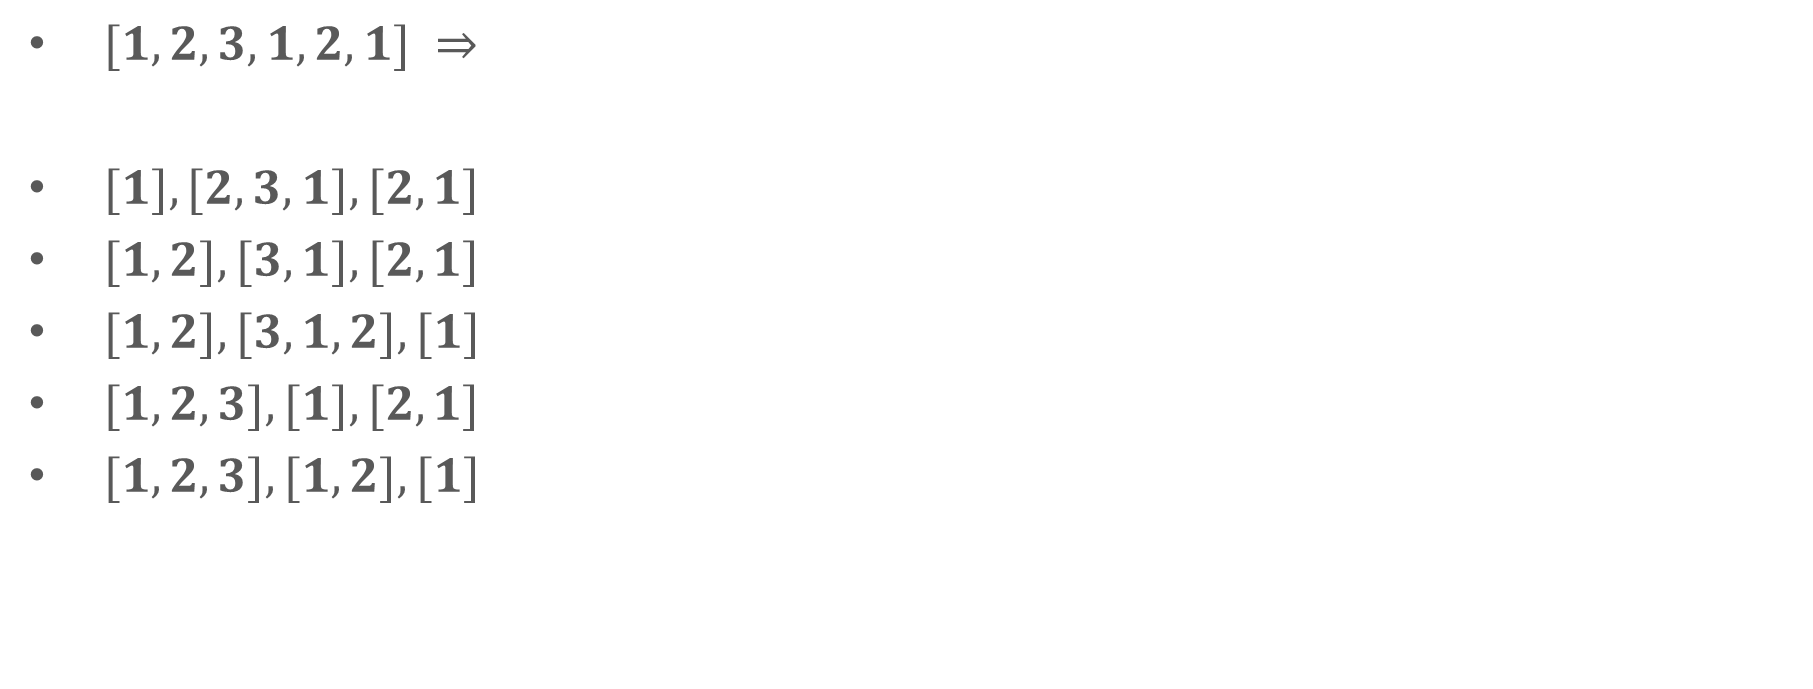 • [1, 2, 3, 1, 2, 1] ⇒
• [1], [2, 3, 1], [2, 1]
• [1, 2], [3, 1], [2, 1]
• [1, 2], [3, 1, 2], [1]
• [1, 2, 3], [1], [2, 1]
• [1, 2, 3], [1, 2], [1]